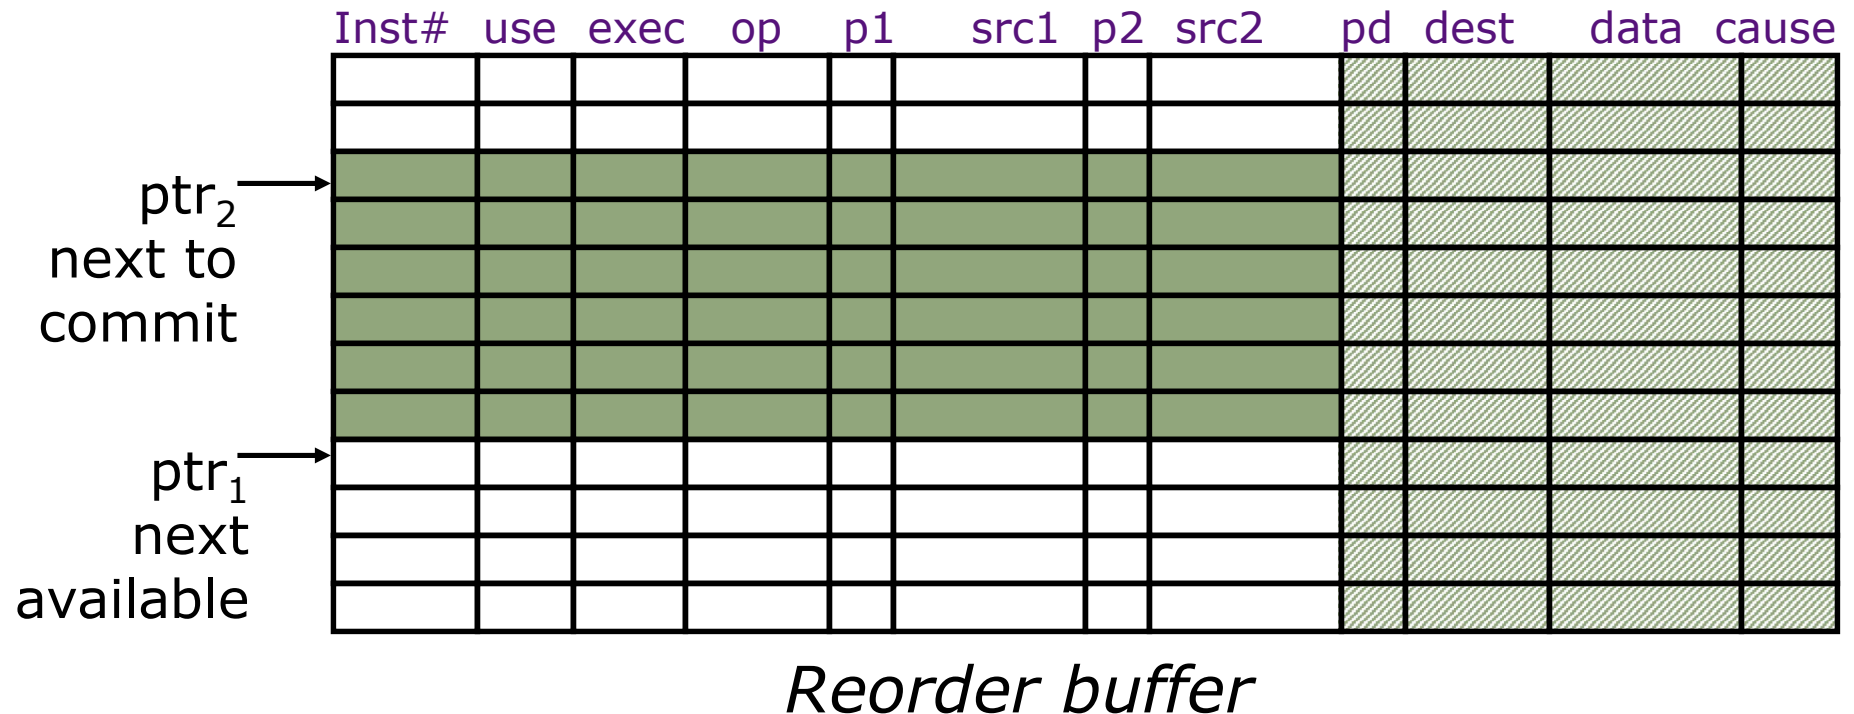 Inst# use exec op p1 src1 p2 src2 pd dest data cause
ptr₂
next to
commit
ptr₁
next
available
Reorder buffer